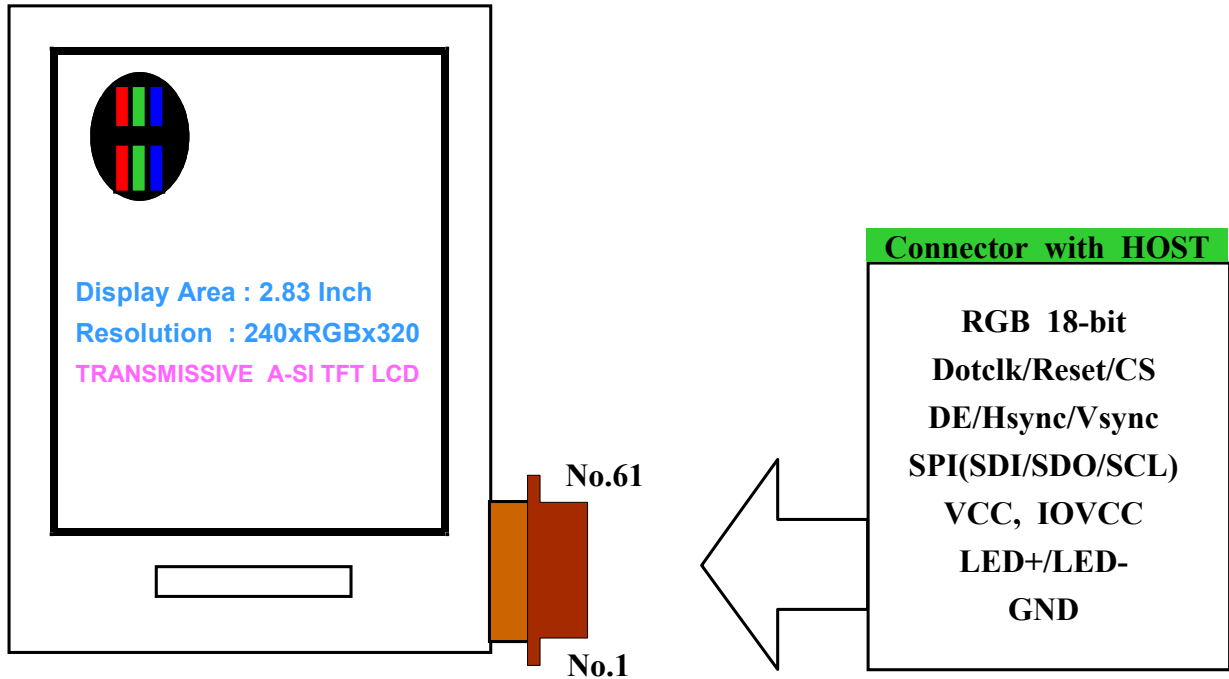 Display Area : 2.83 Inch
Resolution : 240xRGBx320
TRANSMISSIVE A-SI TFT LCD
No.61
No.1
Connector with HOST
RGB 18-bit
Dotclk/Reset/CS
DE/Hsync/Vsync
SPI(SDI/SDO/SCL)
VCC, IOVCC
LED+/LED-
GND